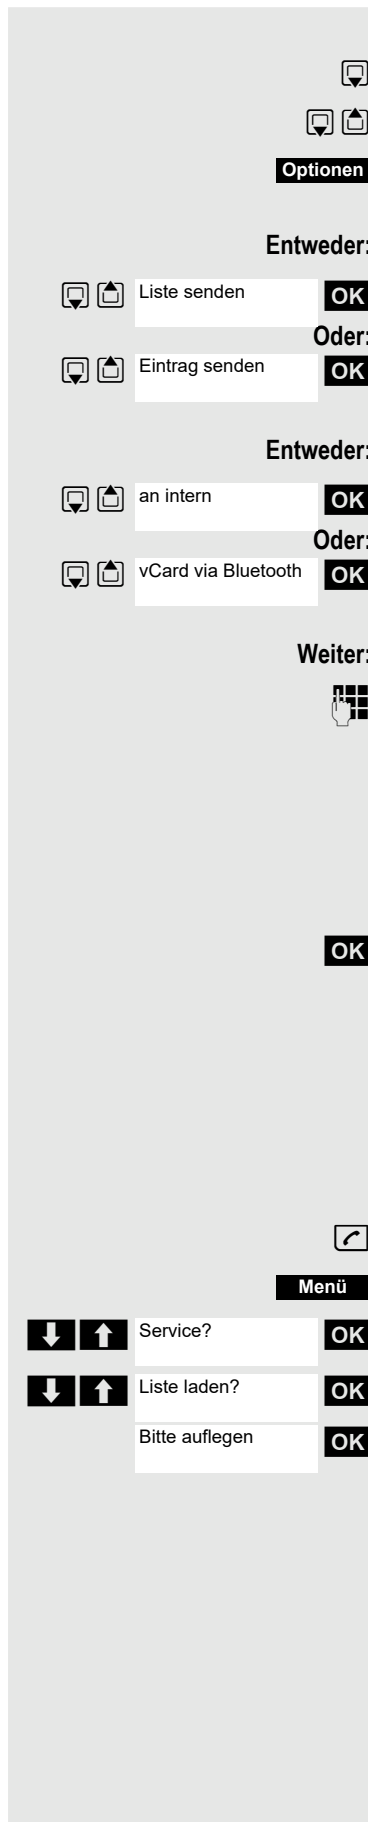 Optionen
Entweder:
Liste senden OK
Oder:
Eintrag senden OK
Entweder:
an intern OK
Oder:
vCard via Bluetooth OK
Weiter:
OK
Menü
Service? OK
Liste laden? OK
Bitte auflegen OK